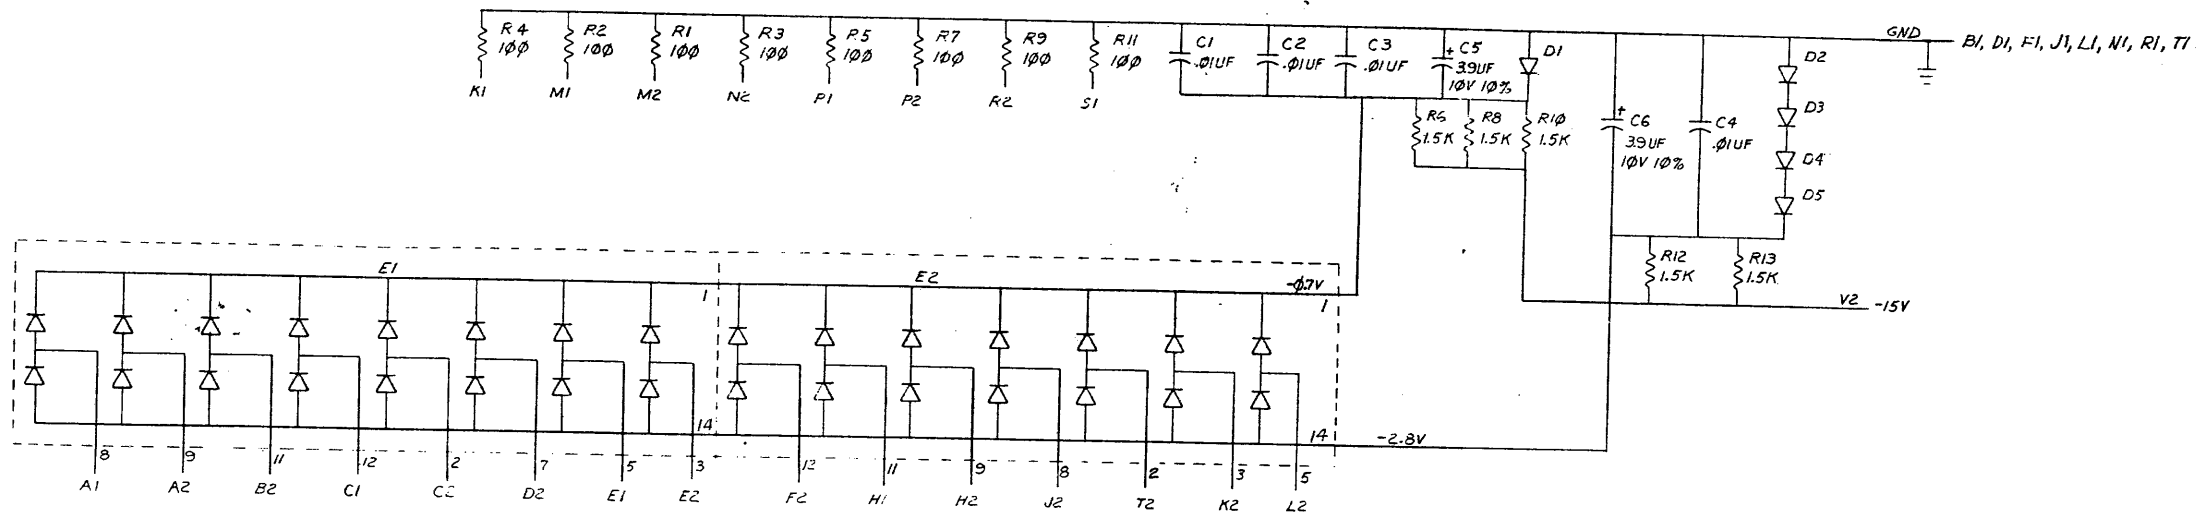 R4 100
R2 100
R1 100
R3 100
R5 100
R7 100
R9 100
R11 100
K1
M1
M2
N2
P1
P2
R2
S1
C1 .01UF
C2 .01UF
C3 .01UF
+ C5 3.9UF 10V 10%
D1
GND
B1, D1, F1, J1, L1, N1, R1, T1
R6 1.5K
R8 1.5K
R10 1.5K
+ C6 3.9UF 10V 10%
C4 .01UF
D2
D3
D4
D5
R12 1.5K
R13 1.5K
V2 -15V
E1
1
E2
-0.7V
1
14
14
-2.8V
8
9
11
12
2
7
5
3
12
11
9
8
2
3
5
A1
A2
B2
C1
C2
D2
E1
E2
F2
H1
H2
J2
T2
K2
L2